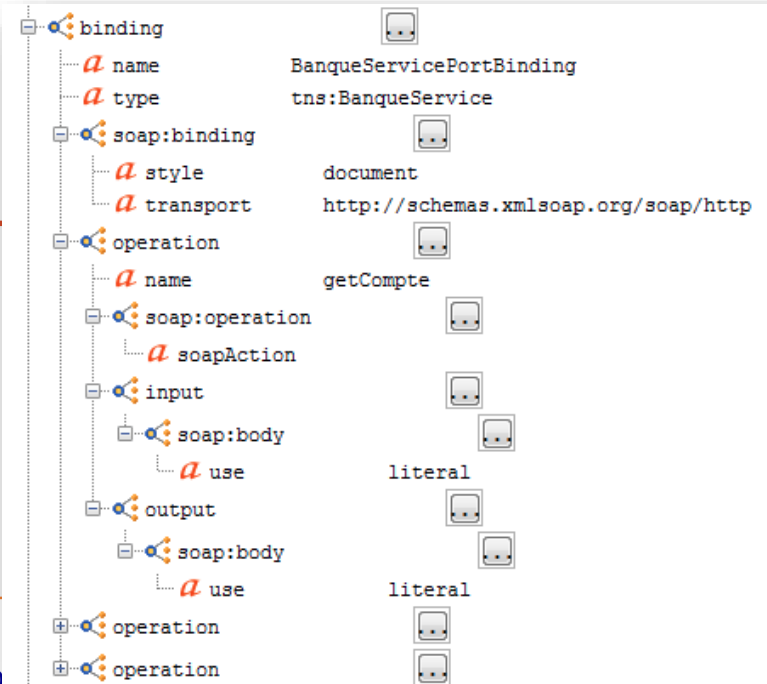 binding ...
name BanqueServicePortBinding
type tns:BanqueService
soap:binding ...
style document
transport http://schemas.xmlsoap.org/soap/http
operation ...
name getCompte
soap:operation ...
soapAction
input ...
soap:body ...
use literal
output ...
soap:body ...
use literal
operation ...
operation ...